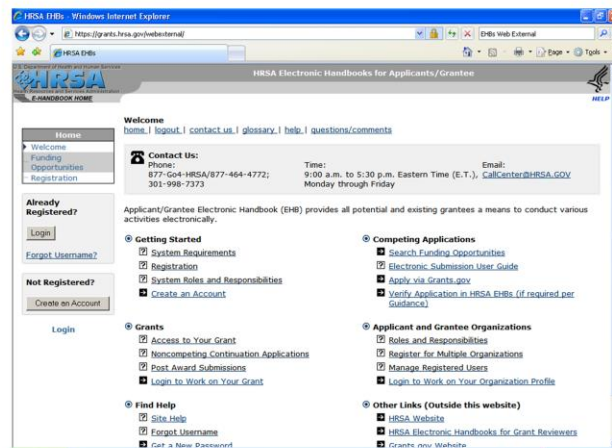 HRSA EHBs - Windows Internet Explorer
https://grants.hrsa.gov/webexternal/
EHBs Web External
HRSA EHBs
Page
Tools
U.S. Department of Health and Human Services
HRSA
Health Resources and Services Administration
HRSA Electronic Handbooks for Applicants/Grantee
E-HANDBOOK HOME
HELP
Home
Welcome
Funding
Opportunities
Registration
Already
Registered?
Login
Forgot Username?
Not Registered?
Create an Account
Login
Welcome
home | logout | contact us | glossary | help | questions/comments
Contact Us:
Phone:
877-Go4-HRSA/877-464-4772;
301-998-7373
Time:
9:00 a.m. to 5:30 p.m. Eastern Time (E.T.),
Monday through Friday
Email:
CallCenter@HRSA.GOV
Applicant/Grantee Electronic Handbook (EHB) provides all potential and existing grantees a means to conduct various
activities electronically.
Getting Started
System Requirements
Registration
System Roles and Responsibilities
Create an Account
Competing Applications
Search Funding Opportunities
Electronic Submission User Guide
Apply via Grants.gov
Verify Application in HRSA EHBs (if required per
Guidance)
Grants
Access to Your Grant
Noncompeting Continuation Applications
Post Award Submissions
Login to Work on Your Grant
Applicant and Grantee Organizations
Roles and Responsibilities
Register for Multiple Organizations
Manage Registered Users
Login to Work on Your Organization Profile
Find Help
Site Help
Forgot Username
Get a New Password
Other Links (Outside this website)
HRSA Website
HRSA Electronic Handbooks for Grant Reviewers
Grants.gov Website